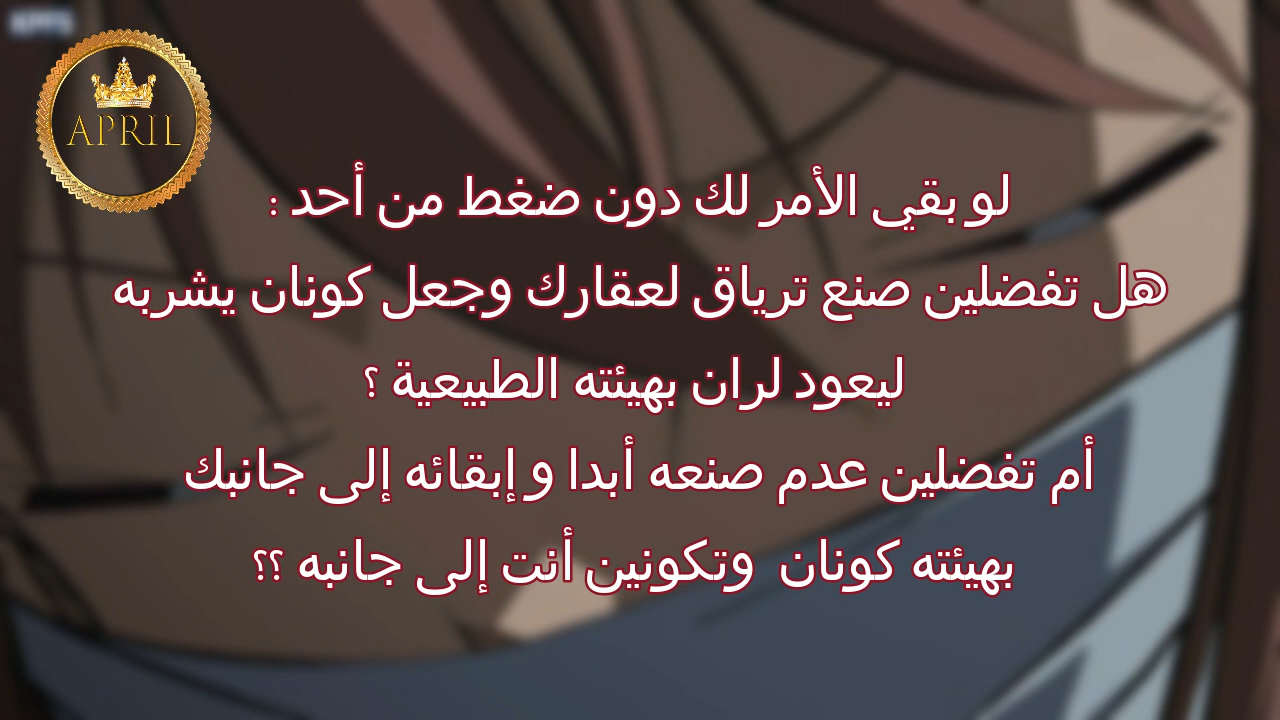 APRIL
لو بقي الأمر لك دون ضغط من أحد :
هل تفضلين صنع ترياق لعقارك وجعل كونان يشربه
ليعود لران بهيئته الطبيعية ؟
أم تفضلين عدم صنعه أبدا و إبقائه إلى جانبك
بهيئته كونان وتكونين أنت إلى جانبه ؟؟